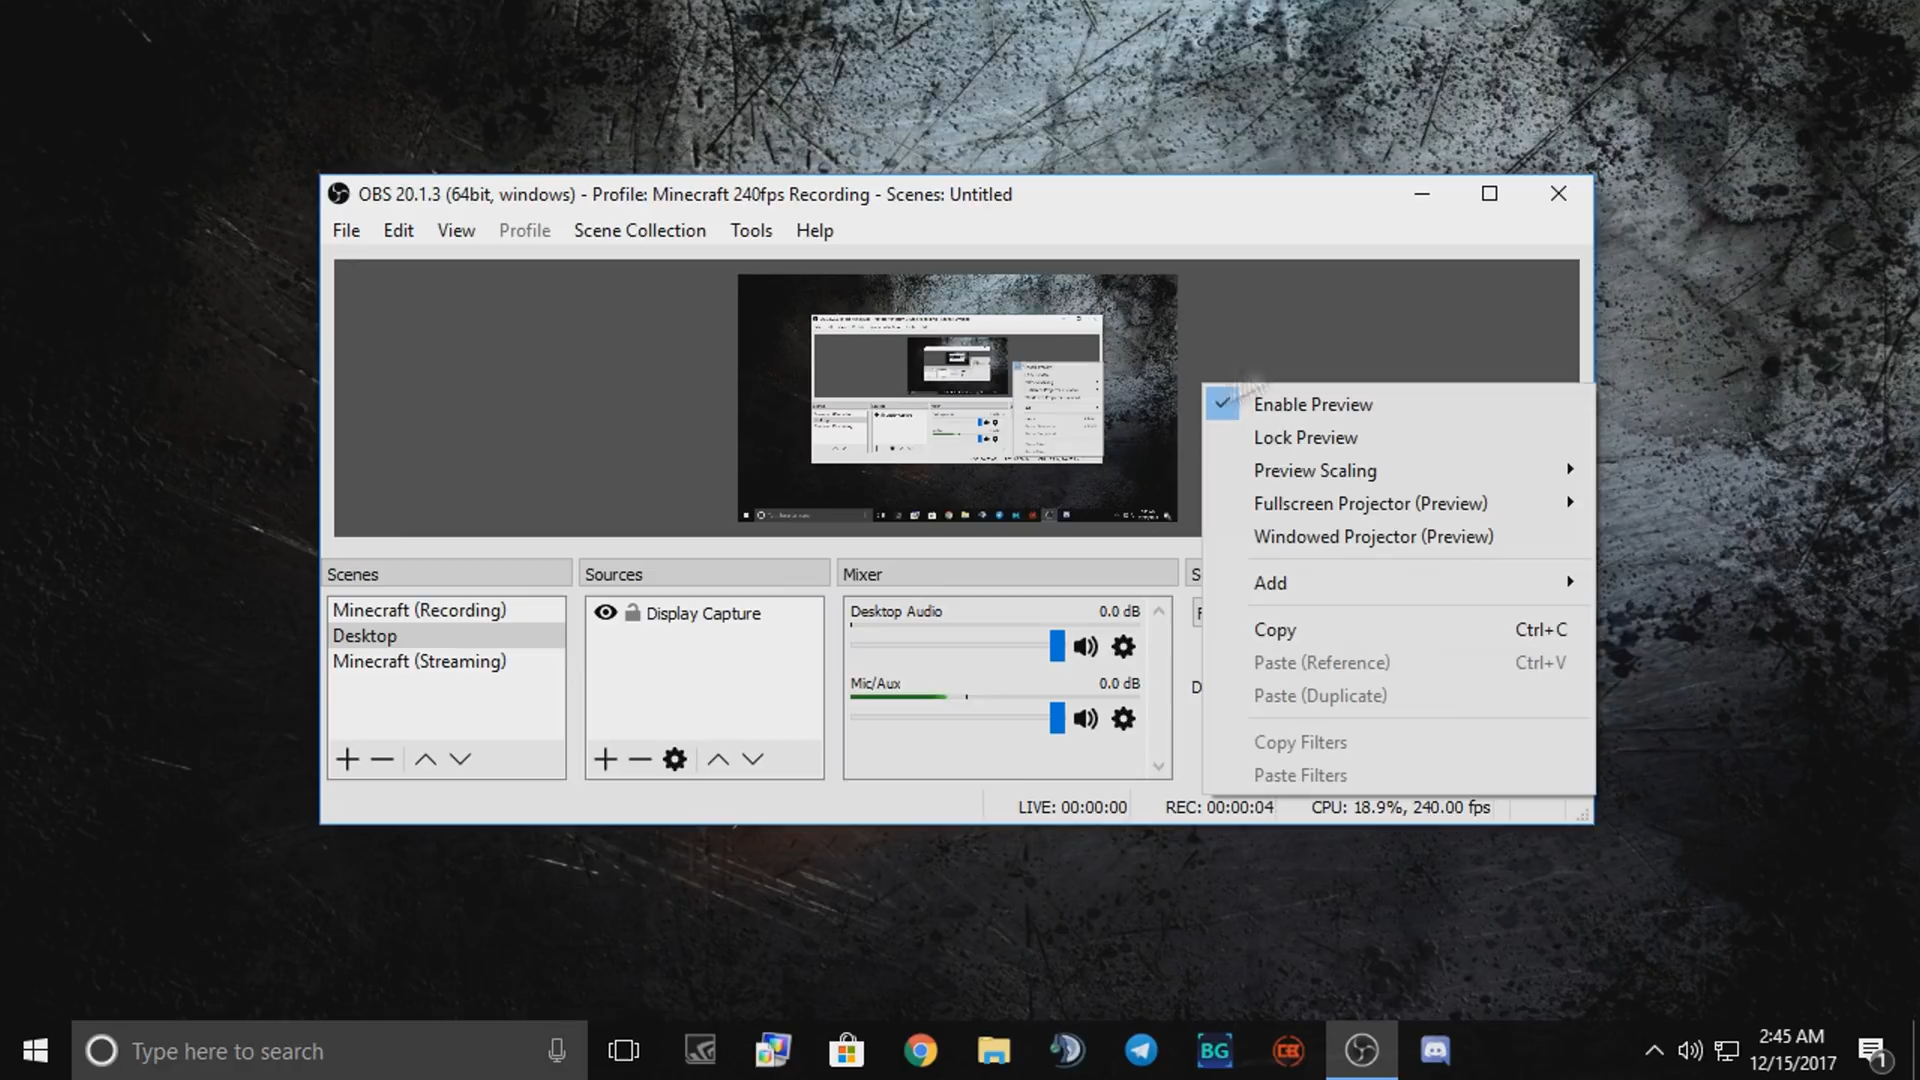 OBS 20.1.3 (64bit, windows) - Profile: Minecraft 240fps Recording - Scenes: Untitled
File Edit View Profile Scene Collection Tools Help
Enable Preview
Lock Preview
Preview Scaling
Fullscreen Projector (Preview)
Windowed Projector (Preview)
Add
Copy Ctrl+C
Paste (Reference) Ctrl+V
Paste (Duplicate)
Copy Filters
Paste Filters
Scenes
Minecraft (Recording)
Desktop
Minecraft (Streaming)
Sources
Display Capture
Mixer
Desktop Audio 0.0 dB
Mic/Aux 0.0 dB
S
D
LIVE: 00:00:00 REC: 00:00:04 CPU: 18.9%, 240.00 fps
Type here to search
BG
2:45 AM
12/15/2017
1